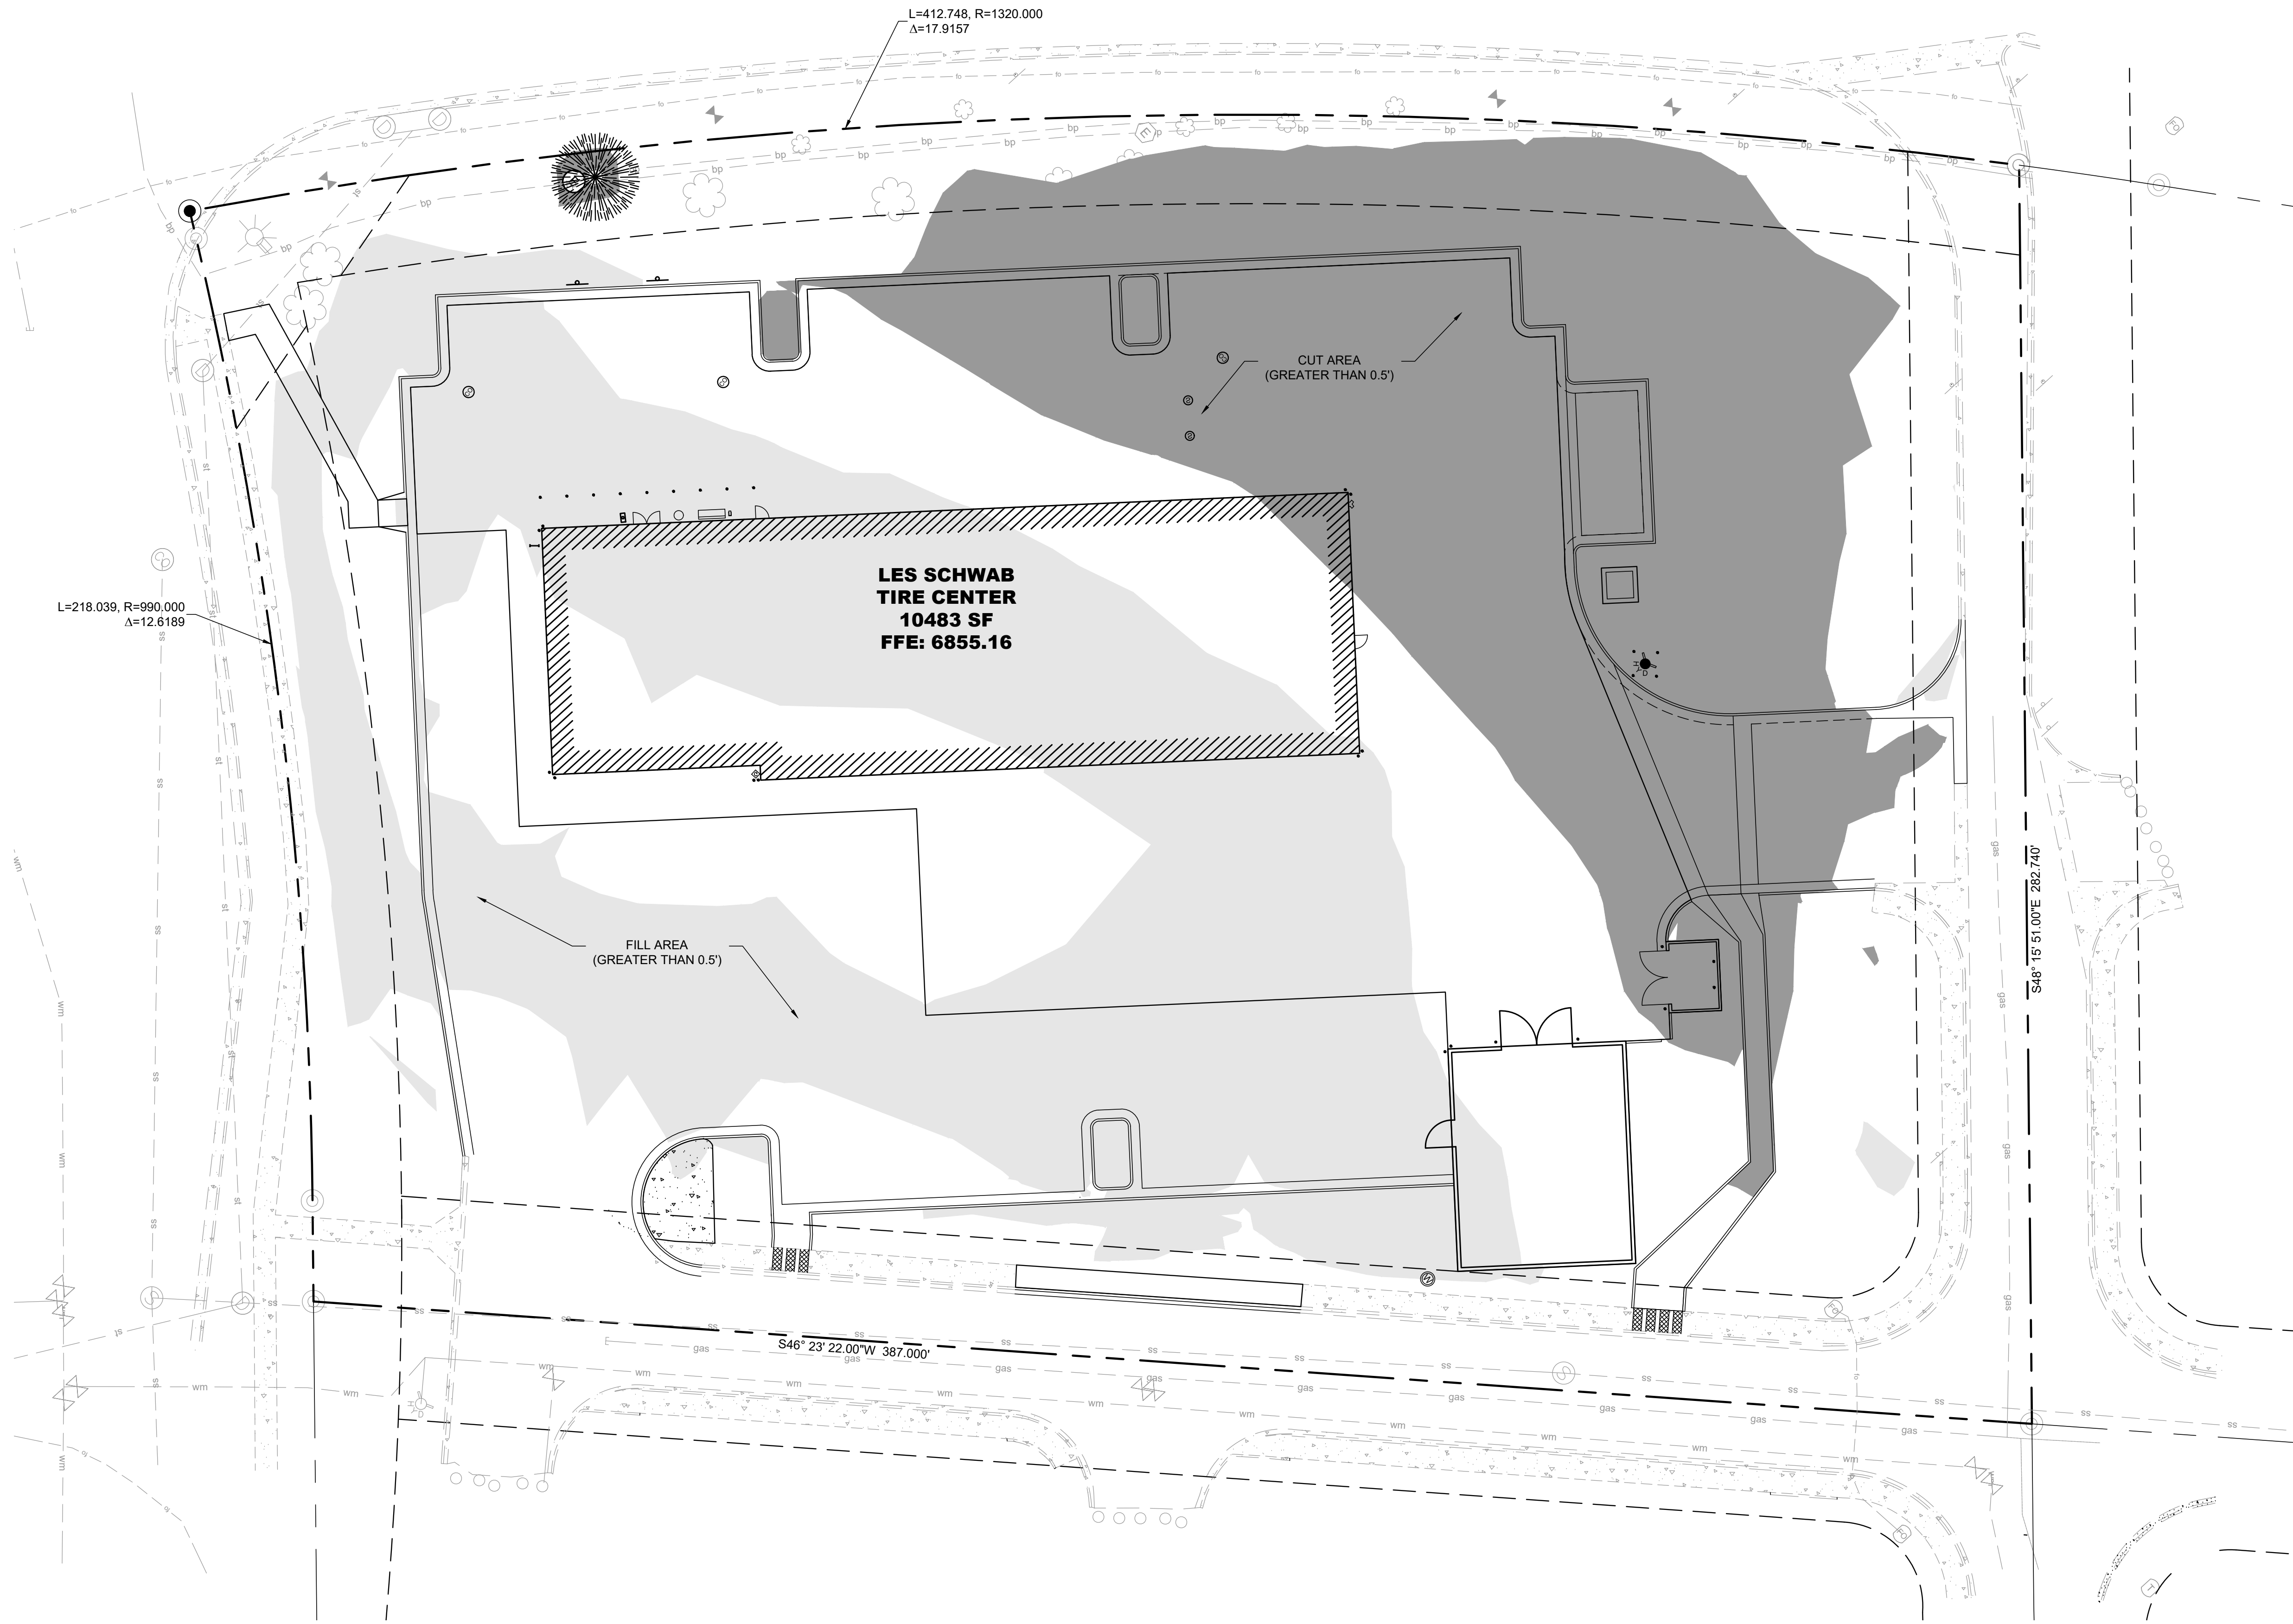 L=412.748, R=1320.000
Δ=17.9157
CUT AREA
(GREATER THAN 0.5')
LES SCHWAB
TIRE CENTER
10483 SF
FFE: 6855.16
L=218.039, R=990.000
Δ=12.6189
FILL AREA
(GREATER THAN 0.5')
S48° 15' 51.00"E 282.740'
S46° 23' 22.00"W 387.000'